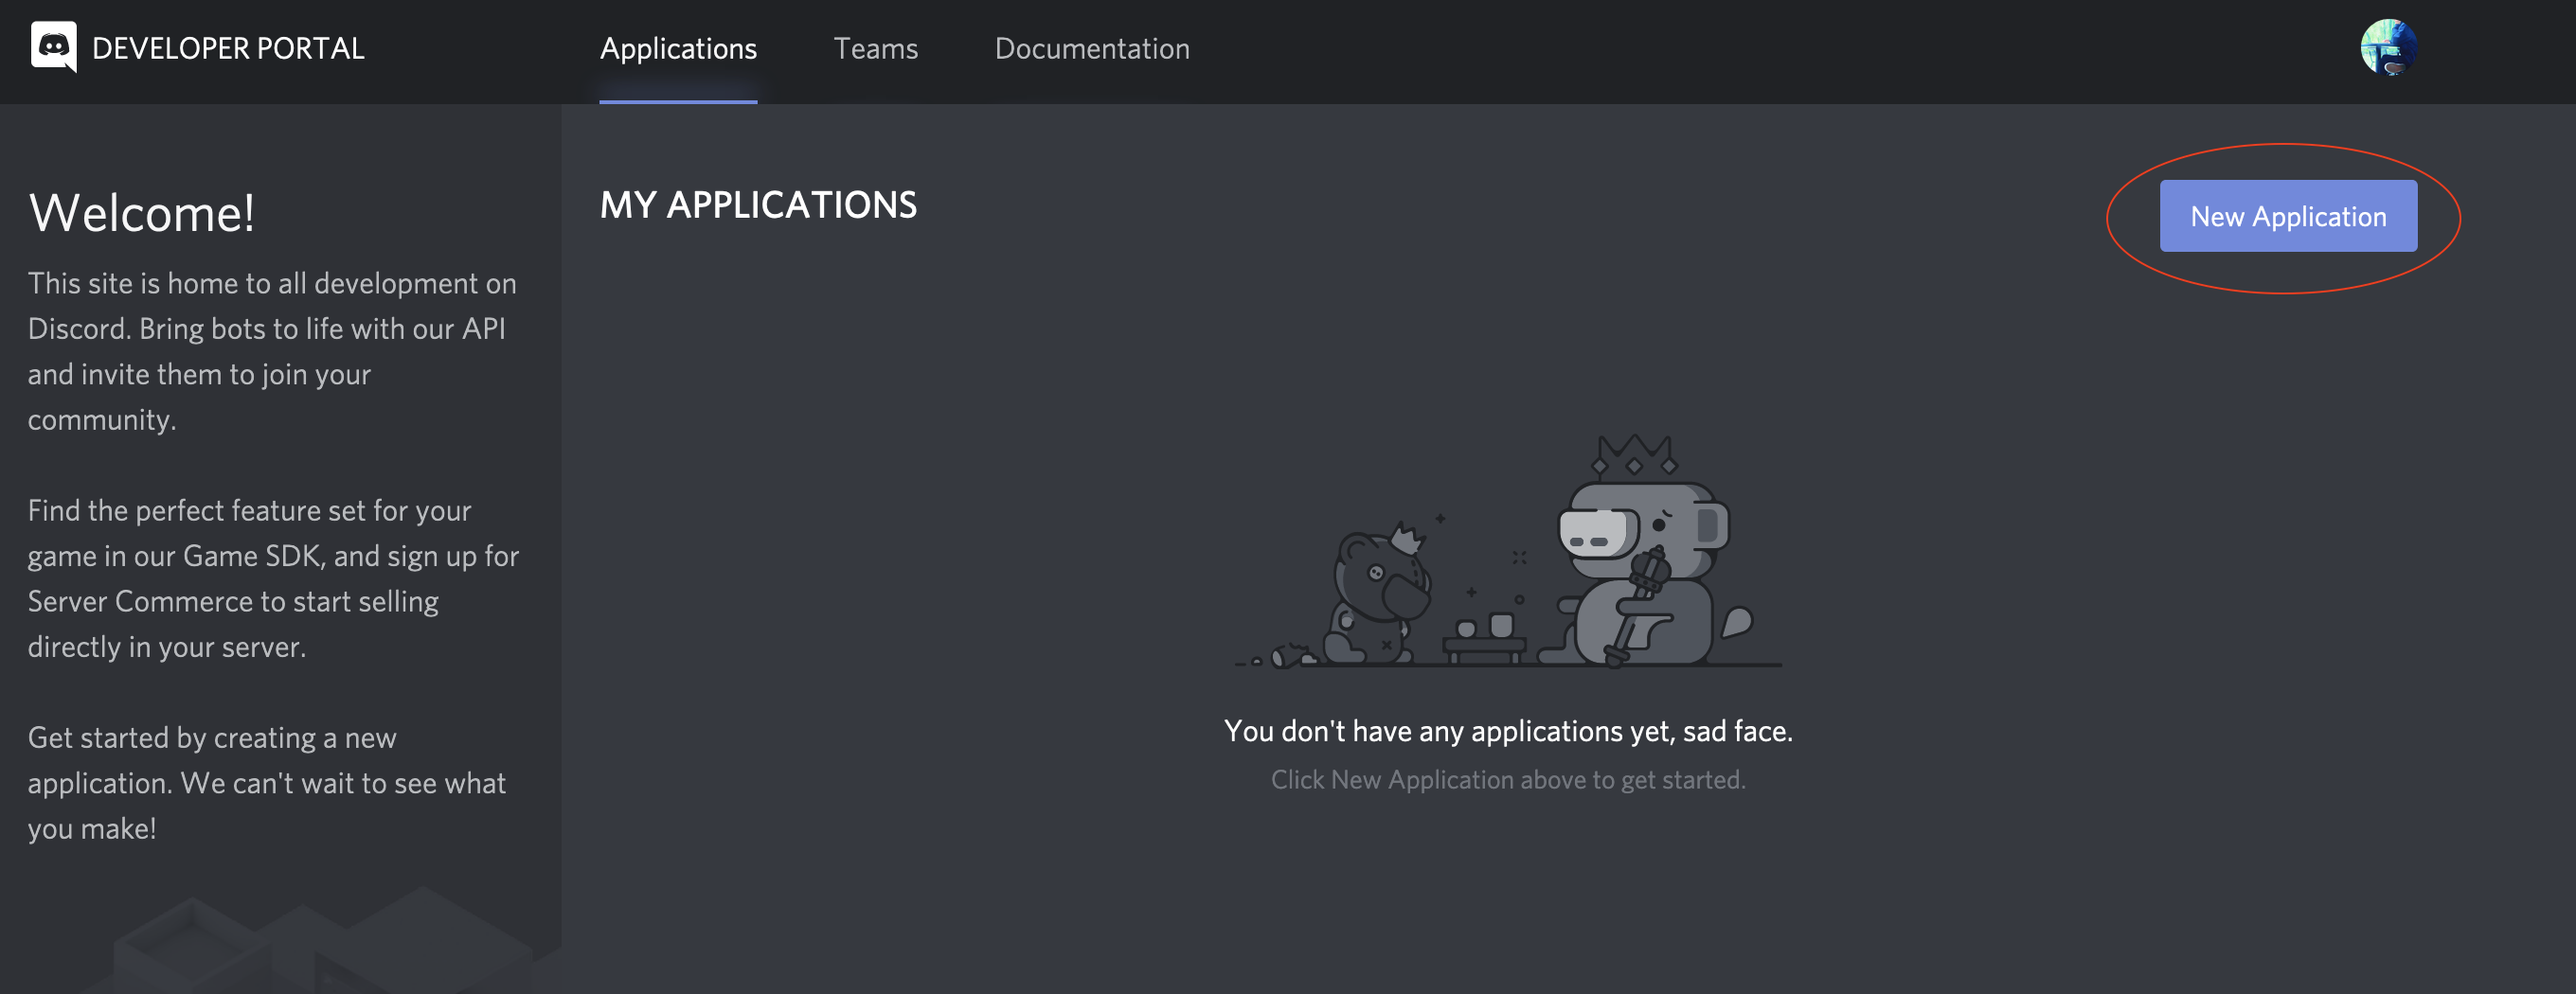 DEVELOPER PORTAL
Applications
Teams
Documentation
Welcome!
This site is home to all development on
Discord. Bring bots to life with our API
and invite them to join your
community.
Find the perfect feature set for your
game in our Game SDK, and sign up for
Server Commerce to start selling
directly in your server.
Get started by creating a new
application. We can't wait to see what
you make!
MY APPLICATIONS
New Application
You don't have any applications yet, sad face.
Click New Application above to get started.